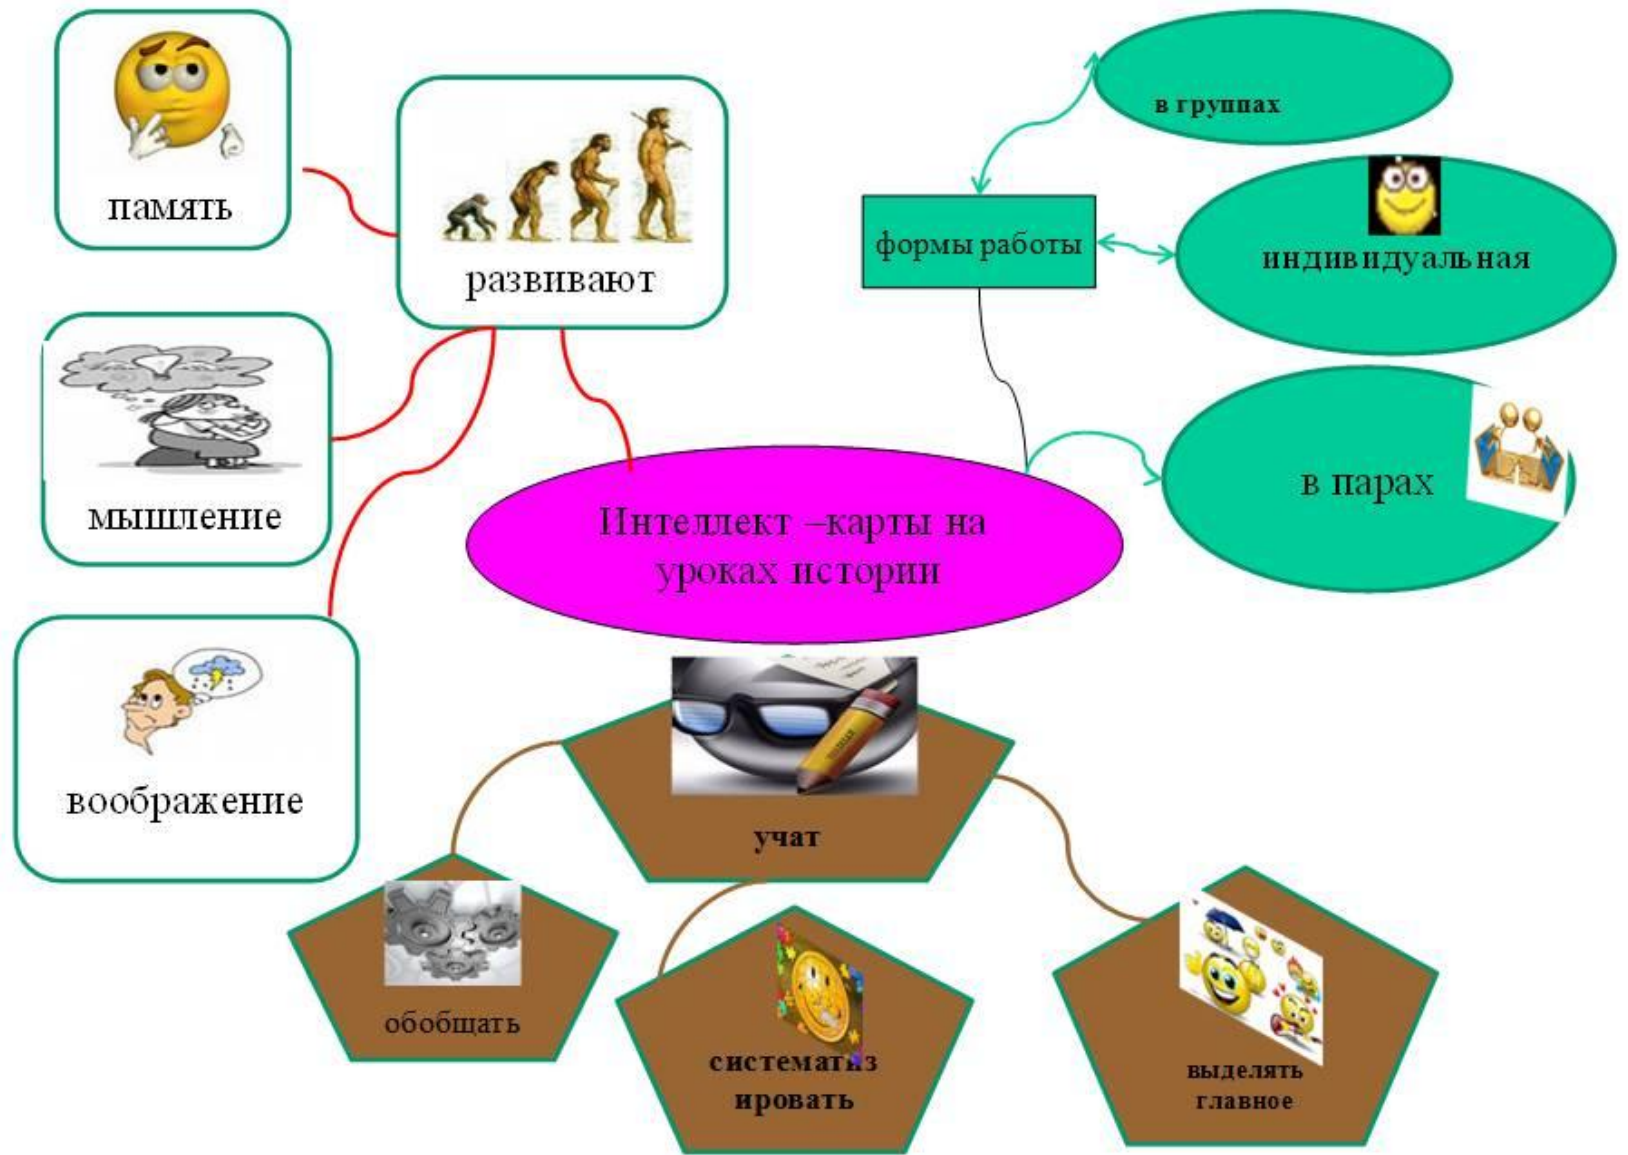 память
развивают
мышление
воображение
в группах
формы работы
индивидуальная
в парах
Интеллект –карты на
уроках истории
учат
обобщать
систематиз
ировать
выделять
главное